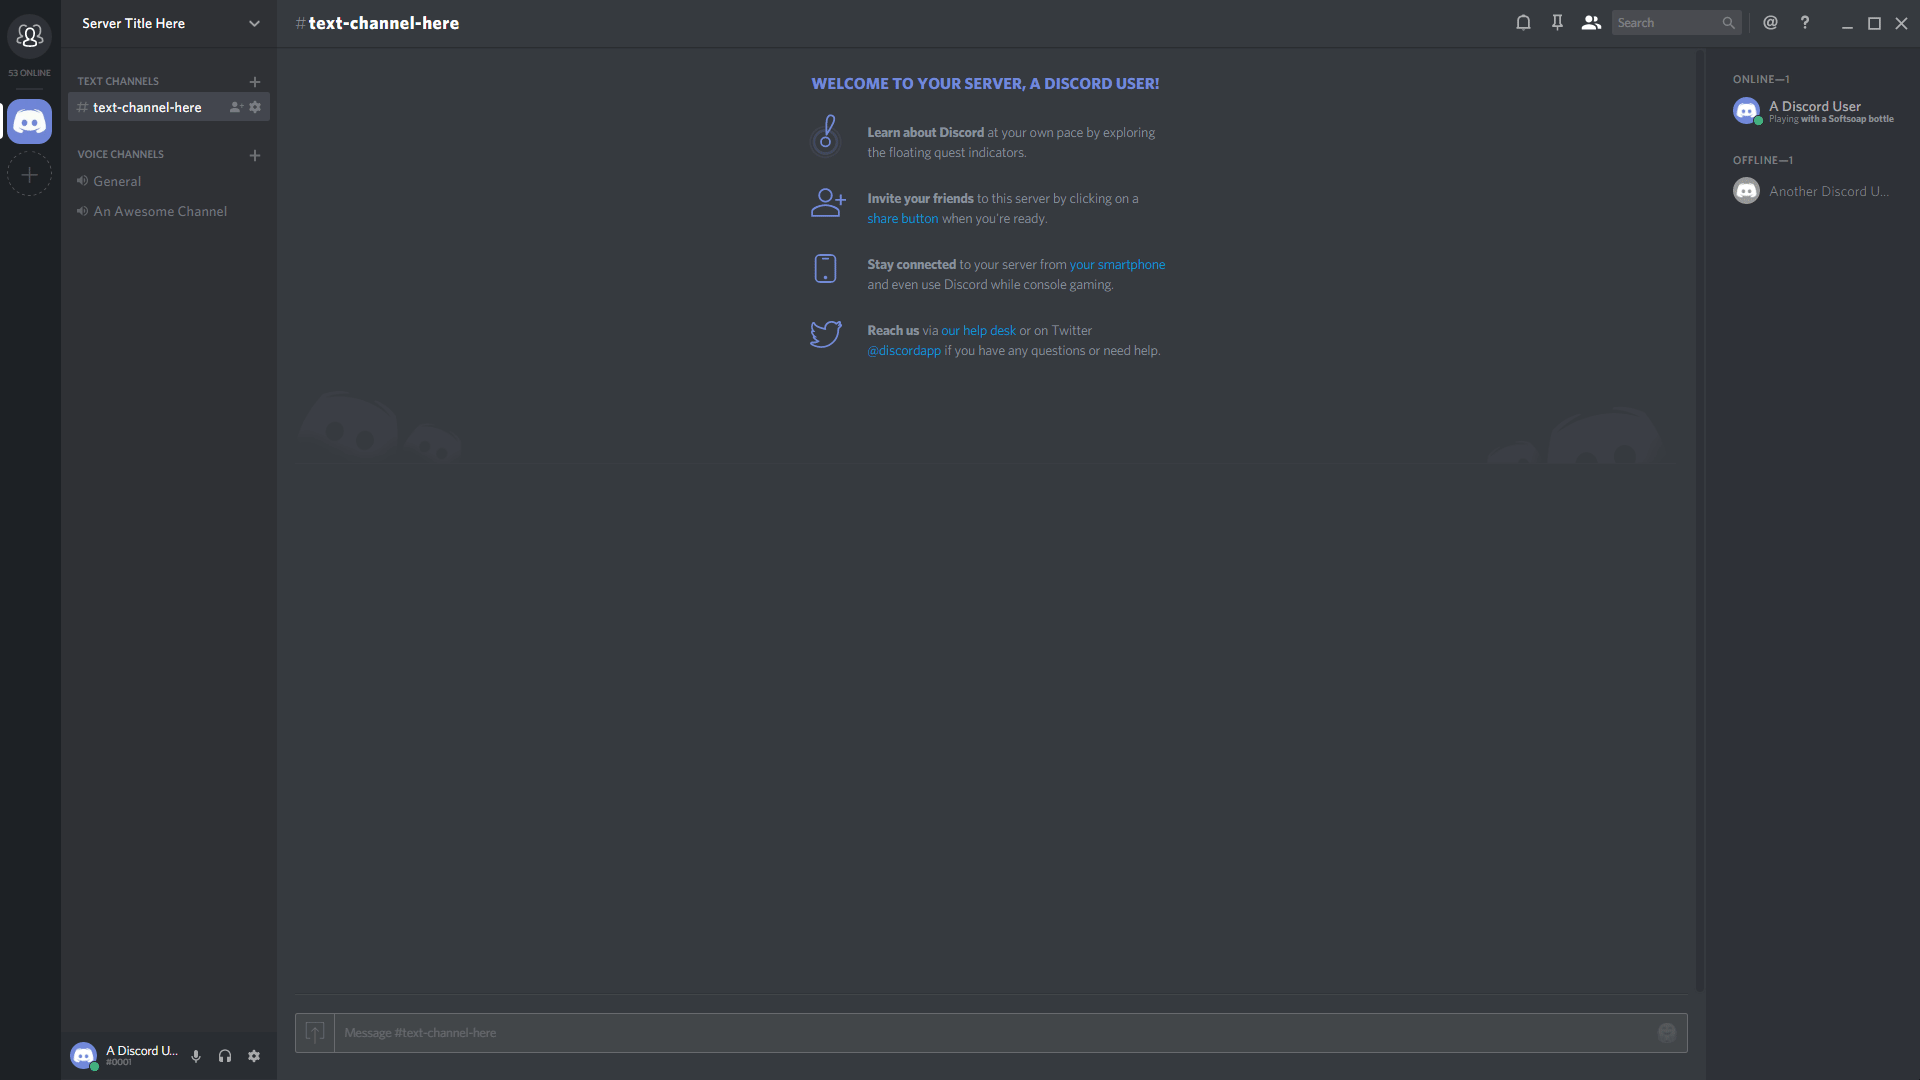 53 ONLINE
Server Title Here
TEXT CHANNELS
# text-channel-here
VOICE CHANNELS
General
An Awesome Channel
A Discord U...
#0001
#text-channel-here
Search
@ ?
WELCOME TO YOUR SERVER, A DISCORD USER!
Learn about Discord at your own pace by exploring
the floating quest indicators.
Invite your friends to this server by clicking on a
share button when you're ready.
Stay connected to your server from your smartphone
and even use Discord while console gaming.
Reach us via our help desk or on Twitter
@discordapp if you have any questions or need help.
Message #text-channel-here
ONLINE—1
A Discord User
Playing with a Softsoap bottle
OFFLINE—1
Another Discord U...